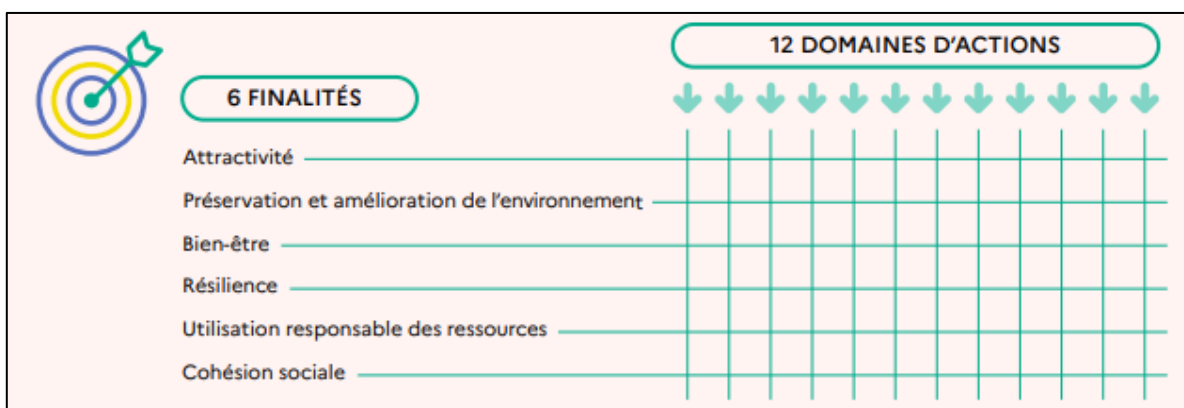 12 DOMAINES D'ACTIONS
6 FINALITÉS
Attractivité
Préservation et amélioration de l'environnement
Bien-être
Résilience
Utilisation responsable des ressources
Cohésion sociale